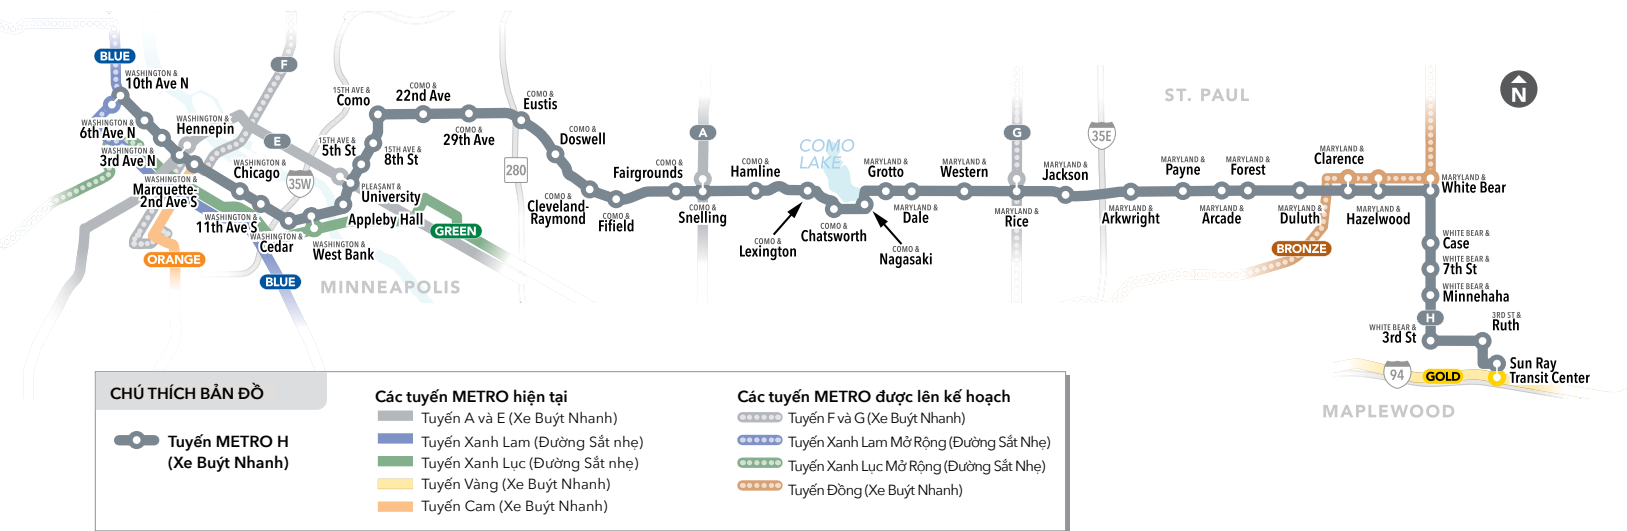 BLUE
WASHINGTON &
10th Ave N
WASHINGTON &
6th Ave N
WASHINGTON &
3rd Ave N
WASHINGTON &
Hennepin
F
E
WASHINGTON &
Marquette-
2nd Ave S
WASHINGTON &
Chicago
35W
WASHINGTON &
11th Ave S
WASHINGTON &
Cedar
WASHINGTON &
West Bank
ORANGE
BLUE
GREEN
MINNEAPOLIS
PLEASANT &
University
Appleby Hall
15TH AVE &
5th St
15TH AVE &
8th St
15TH AVE &
Como
COMO &
22nd Ave
COMO &
29th Ave
COMO &
Eustis
280
COMO &
Doswell
COMO &
Cleveland-
Raymond
COMO &
Fifield
COMO &
Fairgrounds
A
COMO &
Snelling
COMO &
Hamline
COMO &
Lexington
COMO
LAKE
COMO &
Chatsworth
COMO &
Nagasaki
MARYLAND &
Grotto
MARYLAND &
Dale
MARYLAND &
Western
G
MARYLAND &
Rice
MARYLAND &
Jackson
35E
ST. PAUL
MARYLAND &
Arkwright
MARYLAND &
Payne
MARYLAND &
Arcade
MARYLAND &
Forest
MARYLAND &
Duluth
MARYLAND &
Clarence
MARYLAND &
Hazelwood
BRONZE
MARYLAND &
White Bear
WHITE BEAR &
Case
WHITE BEAR &
7th St
WHITE BEAR &
Minnehaha
H
WHITE BEAR &
3rd St
3RD ST &
Ruth
Sun Ray
Transit Center
94
GOLD
MAPLEWOOD
N
CHÚ THÍCH BẢN ĐỒ
Tuyến METRO H
(Xe Buýt Nhanh)
Các tuyến METRO hiện tại
Tuyến A và E (Xe Buýt Nhanh)
Tuyến Xanh Lam (Đường Sắt nhẹ)
Tuyến Xanh Lục (Đường Sắt nhẹ)
Tuyến Vàng (Xe Buýt Nhanh)
Tuyến Cam (Xe Buýt Nhanh)
Các tuyến METRO được lên kế hoạch
Tuyến F và G (Xe Buýt Nhanh)
Tuyến Xanh Lam Mở Rộng (Đường Sắt Nhẹ)
Tuyến Xanh Lục Mở Rộng (Đường Sắt Nhẹ)
Tuyến Đồng (Xe Buýt Nhanh)